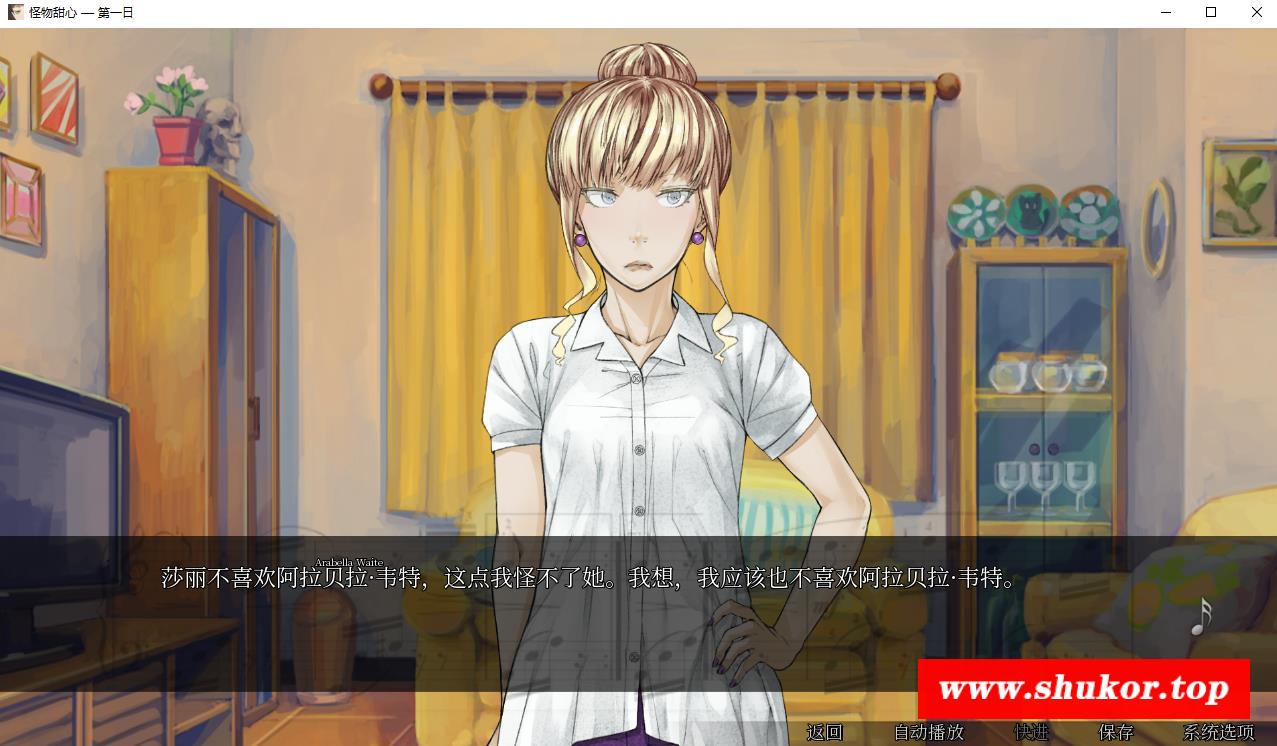 怪物甜心 — 第一日
Arabella Waite
莎丽不喜欢阿拉贝拉·韦特，这点我怪不了她。我想，我应该也不喜欢阿拉贝拉·韦特。
www.shukor.top
返回 自动播放 快进 保存 系统选项